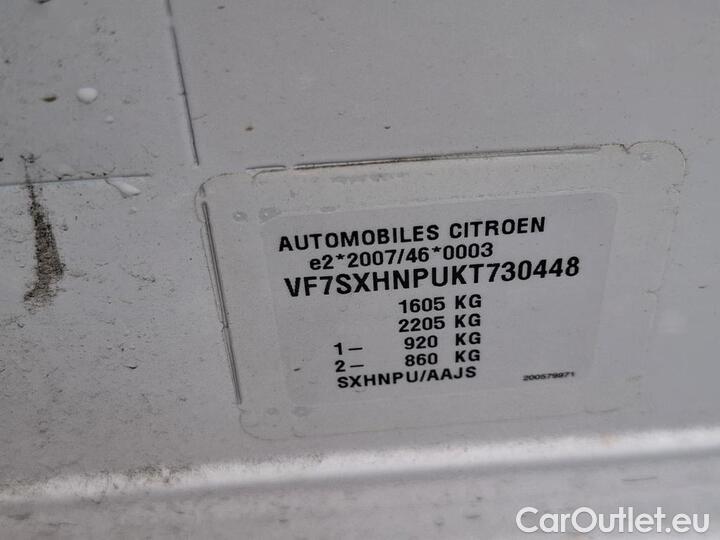 AUTOMOBILES CITROEN
e2*2007/46*0003
VF7SXHNPUKT730448
1605 KG
2205 KG
1– 920 KG
2– 860 KG
SXHNPU/AAJS 200579971
CarOutlet.eu